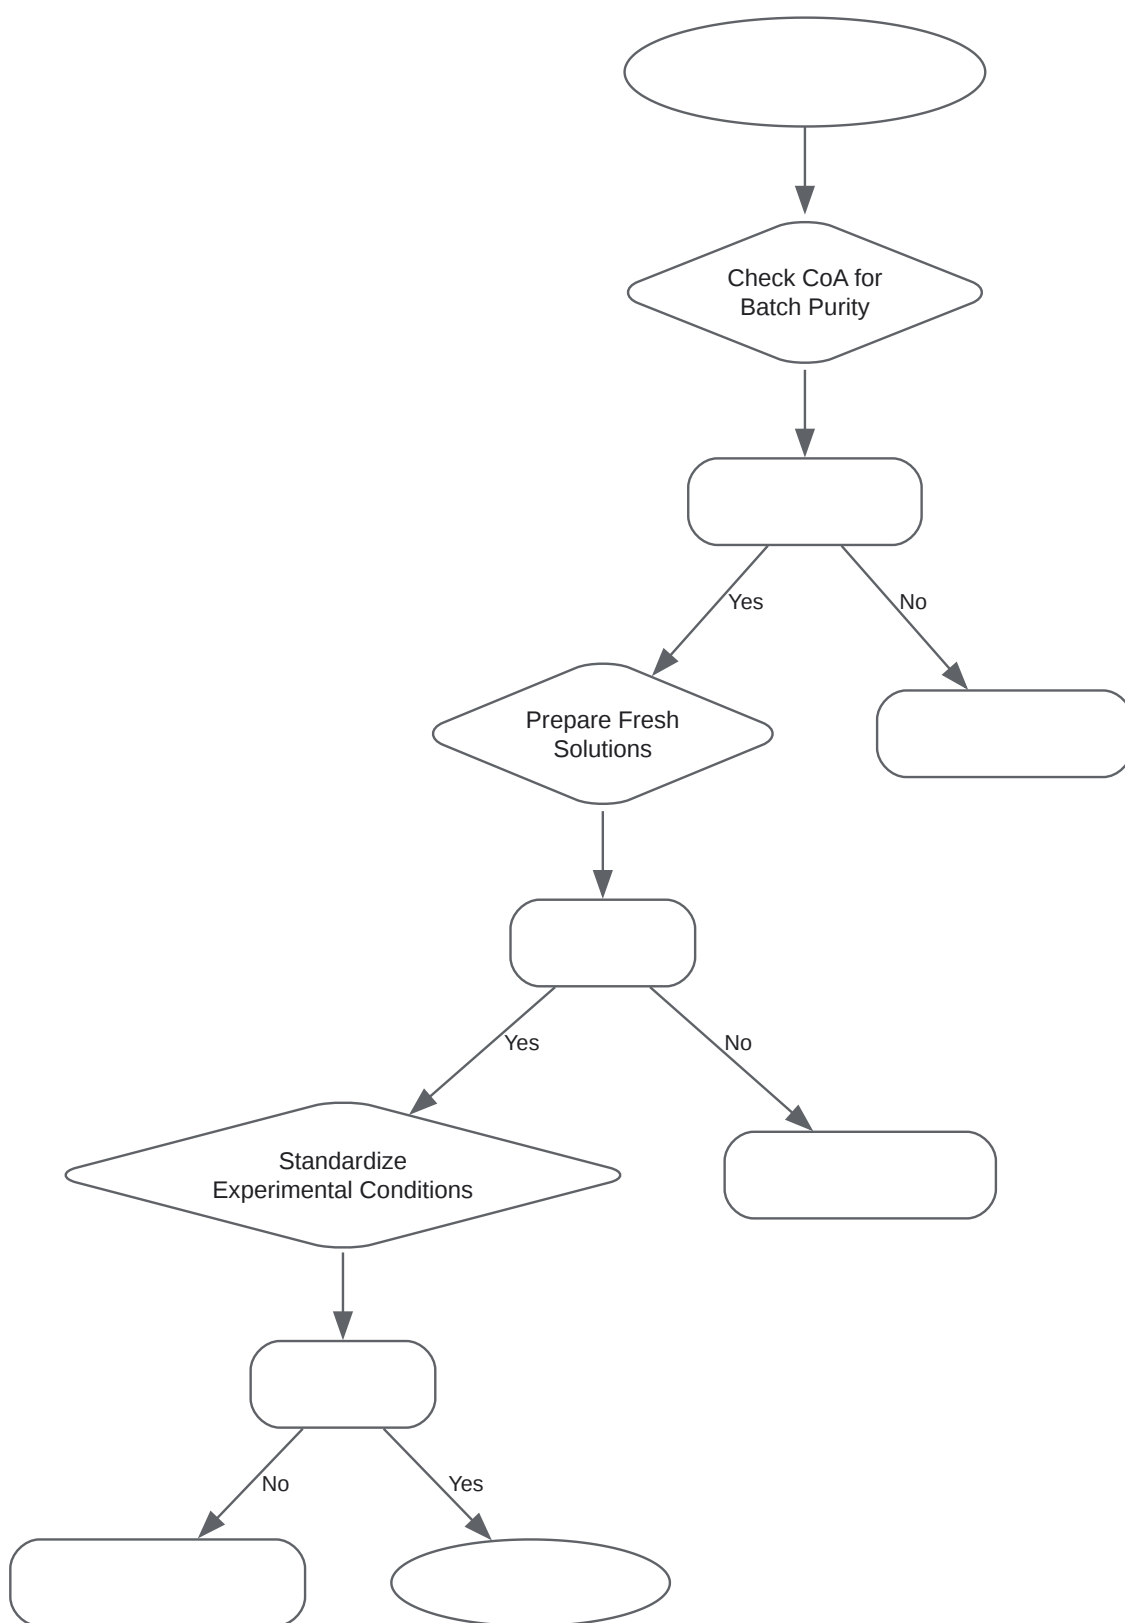 Check CoA for
Batch Purity
Yes
No
Prepare Fresh
Solutions
Yes
No
Standardize
Experimental Conditions
No
Yes